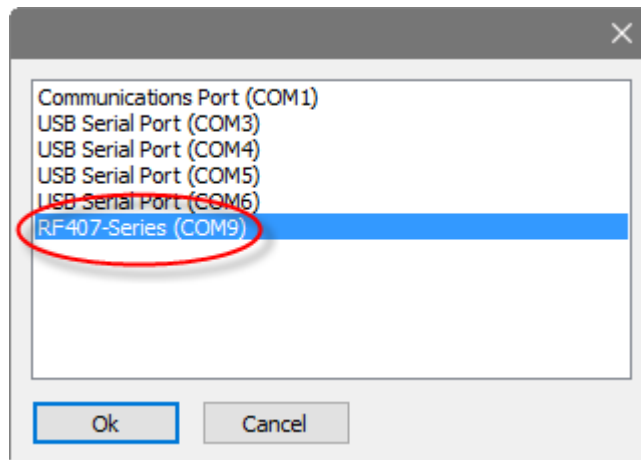 Communications Port (COM1)
USB Serial Port (COM3)
USB Serial Port (COM4)
USB Serial Port (COM5)
USB Serial Port (COM6)
RF407-Series (COM9)
Ok Cancel